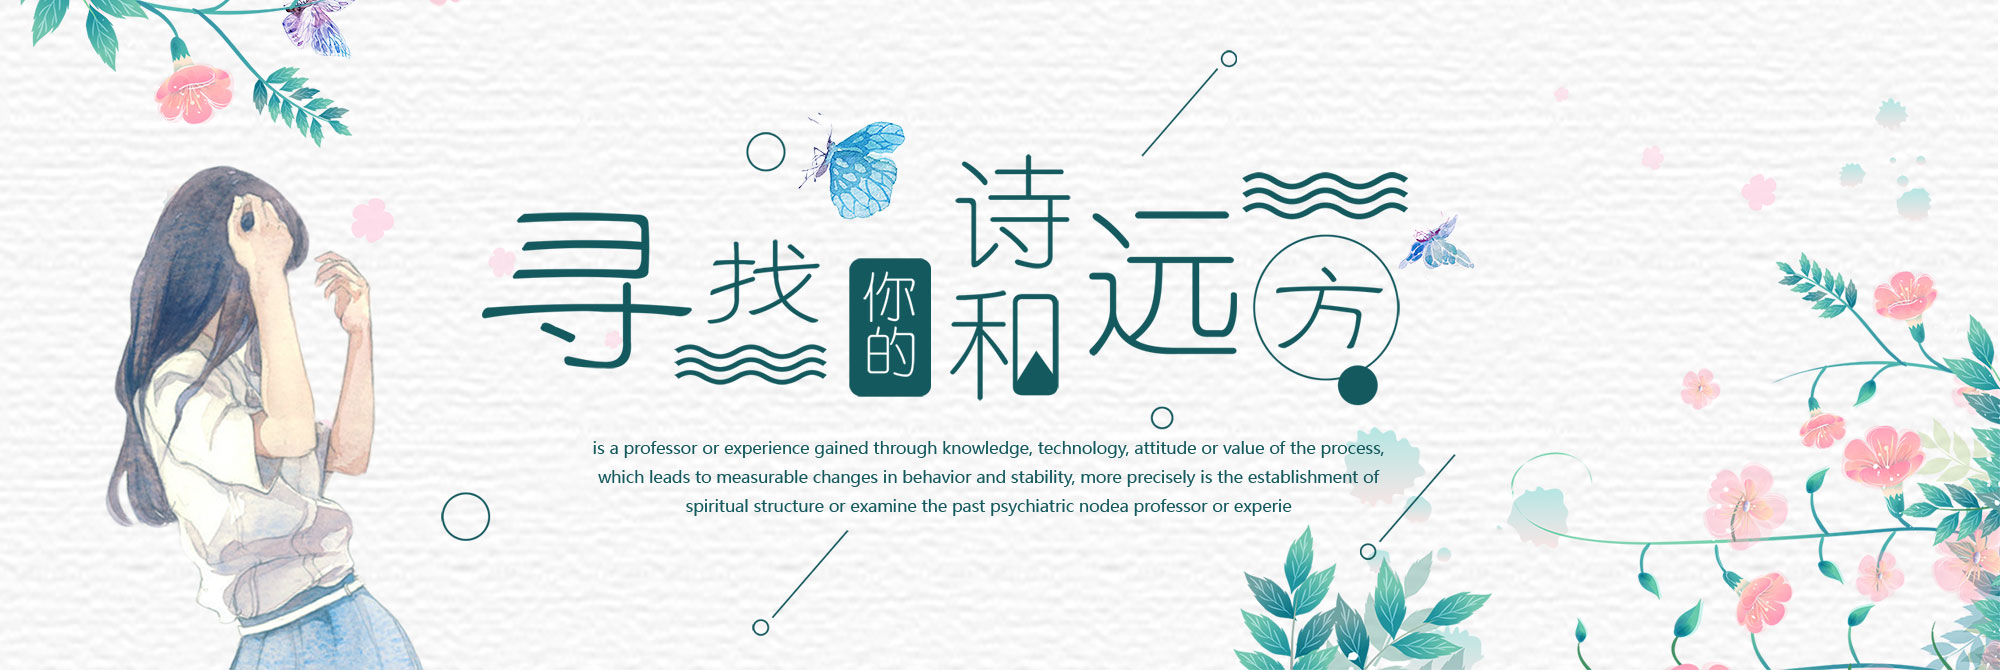 寻找你的诗和远方
is a professor or experience gained through knowledge, technology, attitude or value of the process,
which leads to measurable changes in behavior and stability, more precisely is the establishment of
spiritual structure or examine the past psychiatric nodea professor or experie